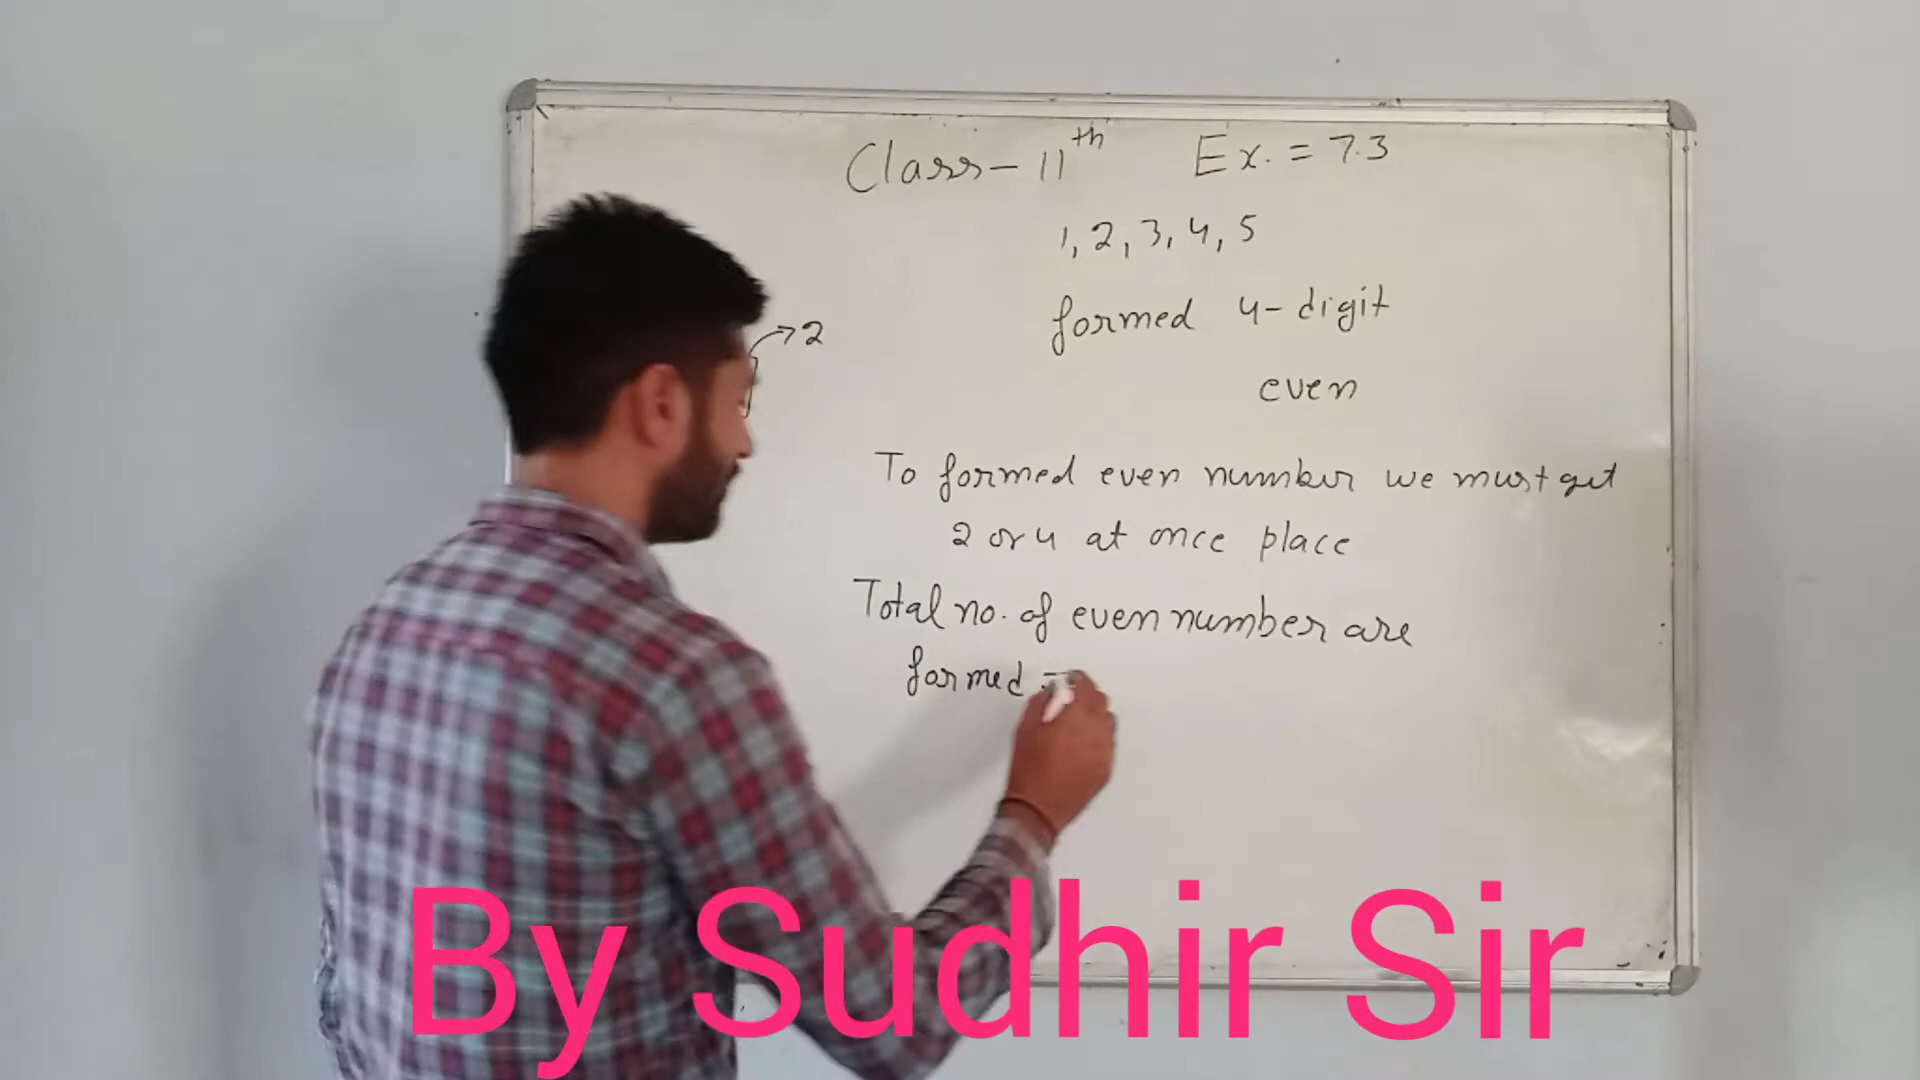 Class - 11th Ex. = 7.3
1, 2, 3, 4, 5
formed 4-digit
→2
even
To formed even number we must get
2 or 4 at once place
Total no. of even number are
formed =
By Sudhir Sir